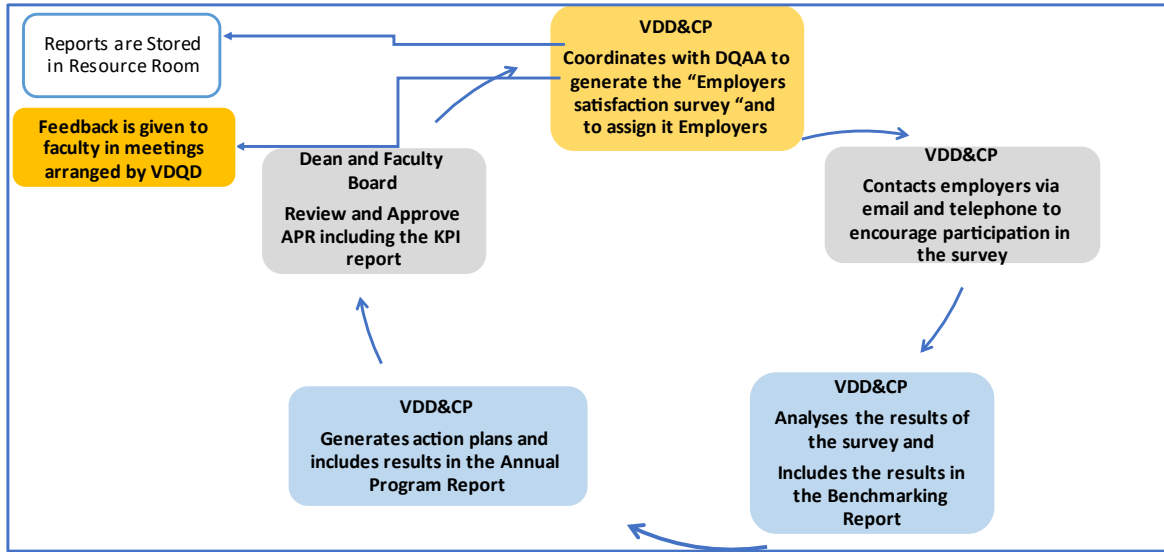 Reports are Stored
in Resource Room
Feedback is given to
faculty in meetings
arranged by VDQD
VDD&CP
Coordinates with DQAA to
generate the “Employers
satisfaction survey “and
to assign it Employers
VDD&CP
Contacts employers via
email and telephone to
encourage participation in
the survey
VDD&CP
Analyses the results of
the survey and
Includes the results in
the Benchmarking
Report
VDD&CP
Generates action plans and
includes results in the Annual
Program Report
Dean and Faculty
Board
Review and Approve
APR including the KPI
report